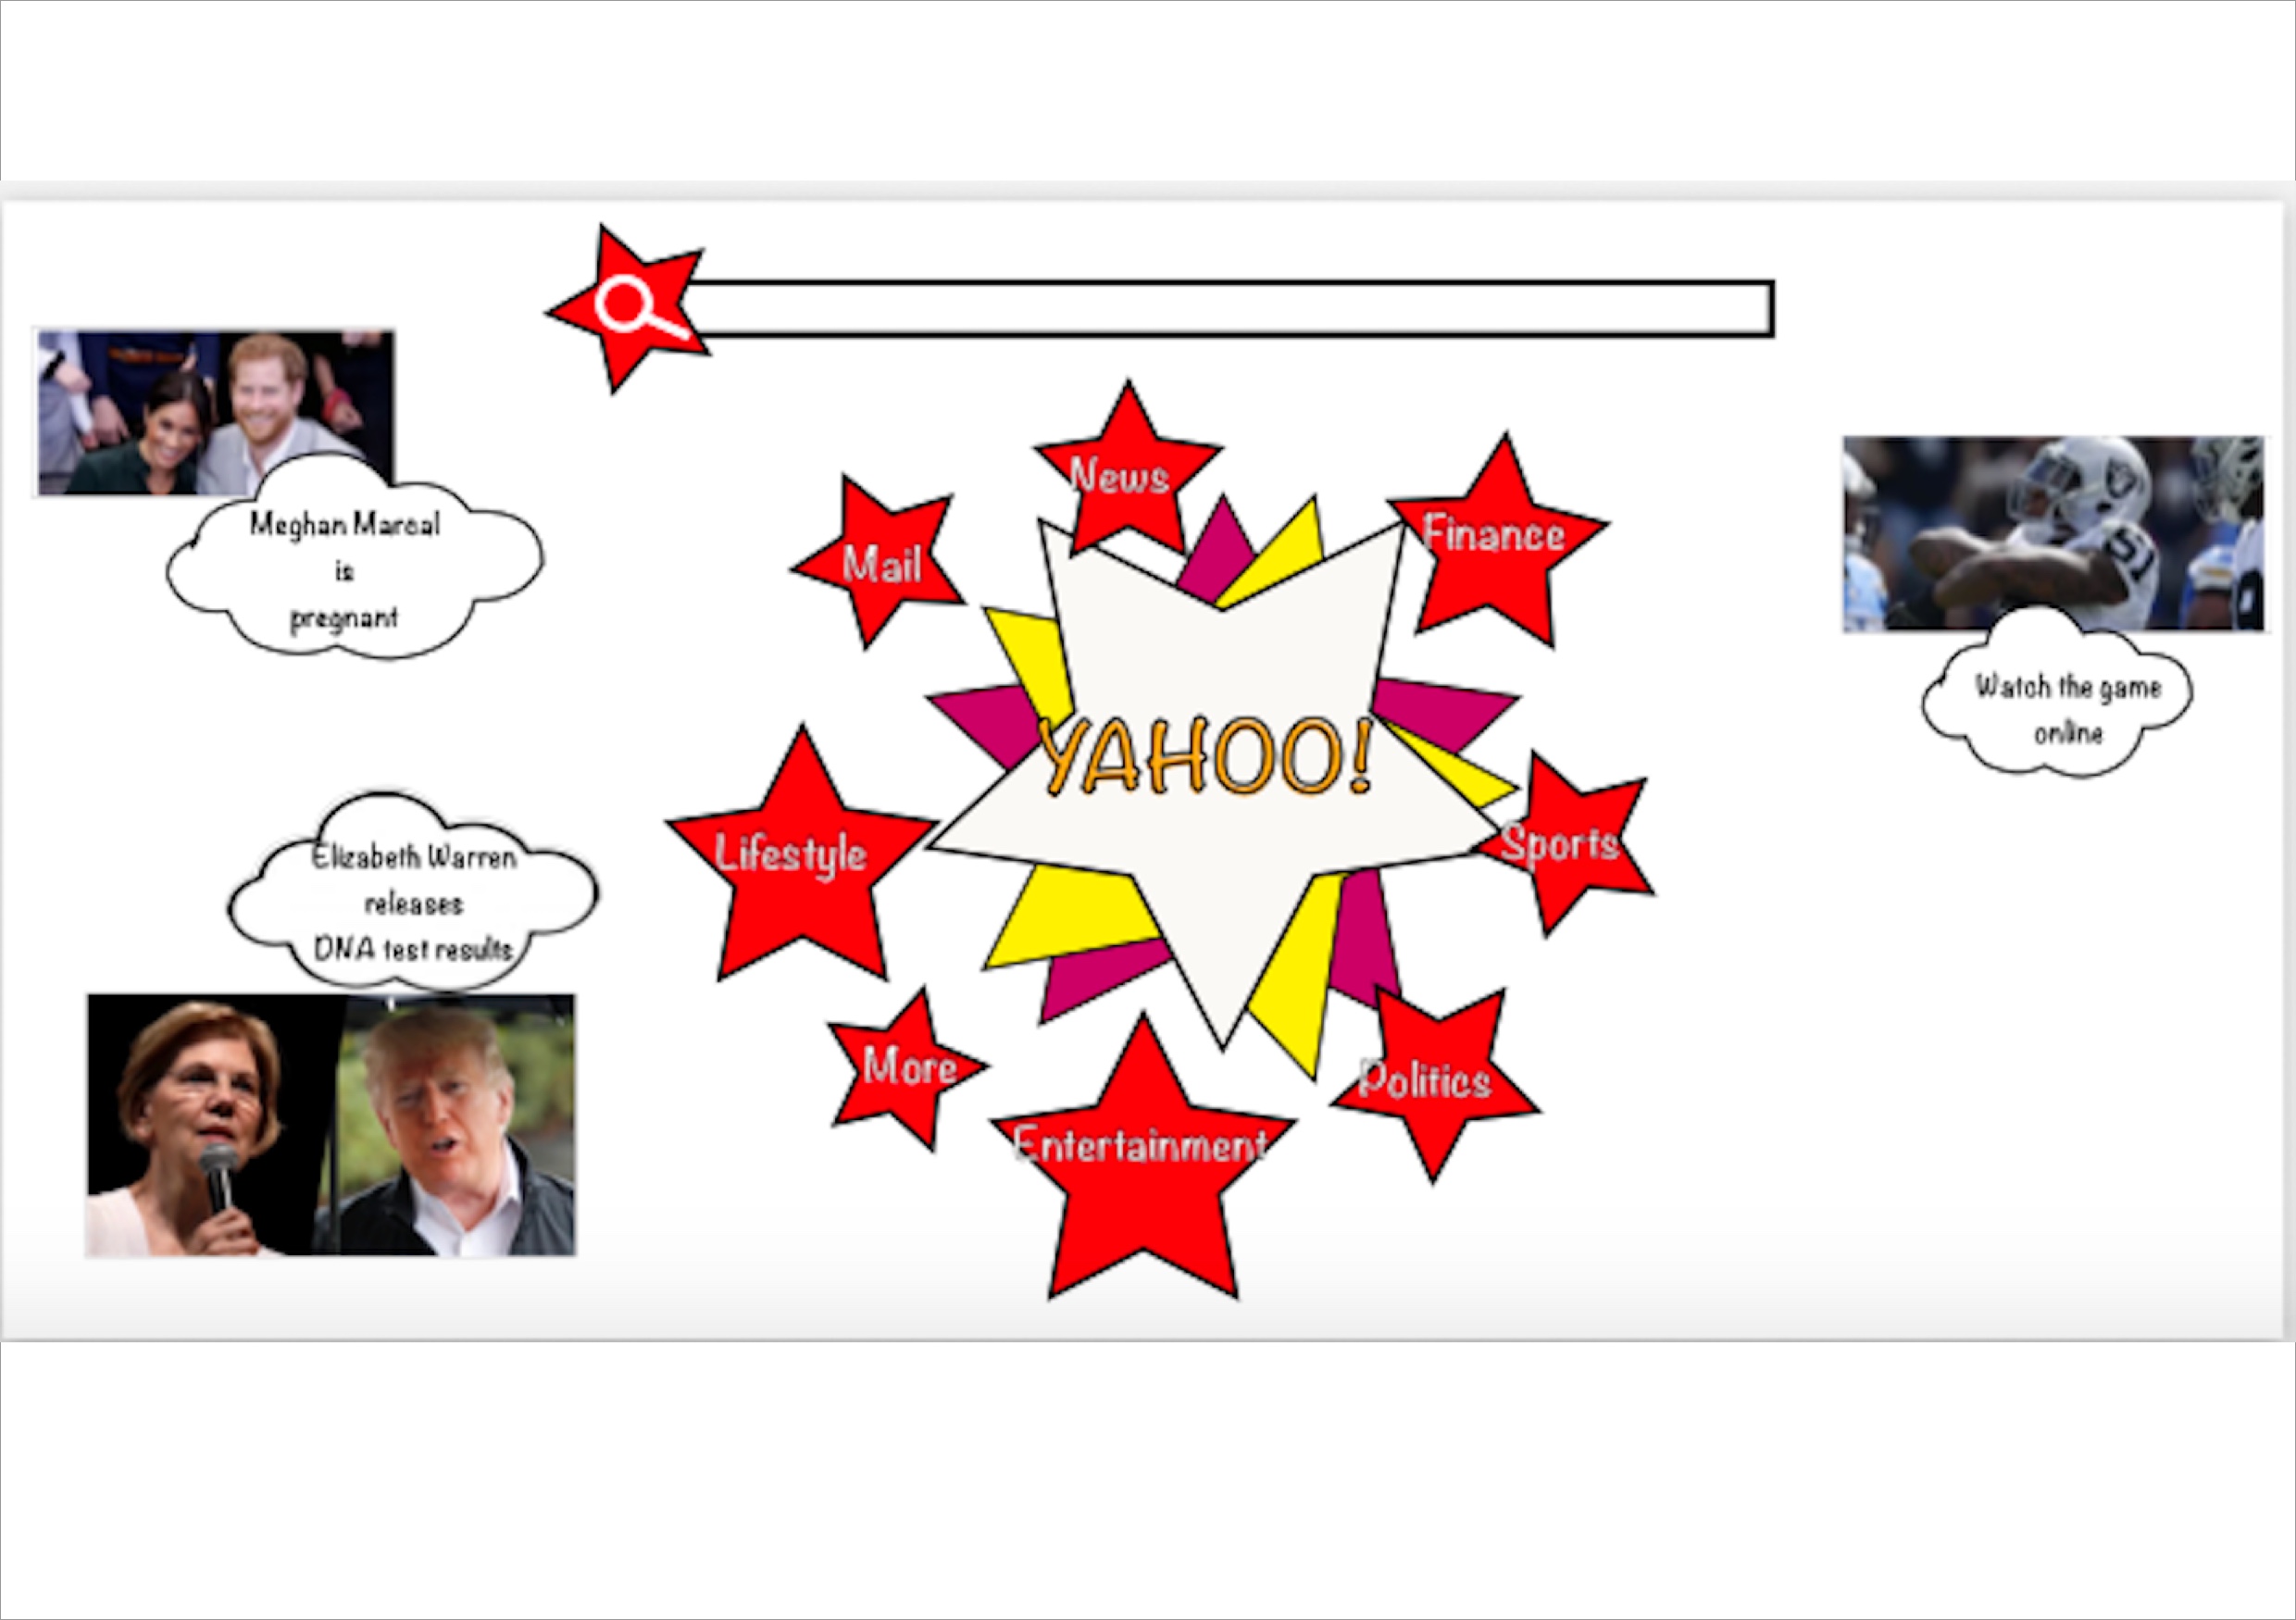 Meghan Marcal
is
pregnant
News
Finance
Mail
Watch the game
online
YAHOO!
Lifestyle
Sports
Elizabeth Warren
releases
DNA test results
More
Politics
Entertainment
51